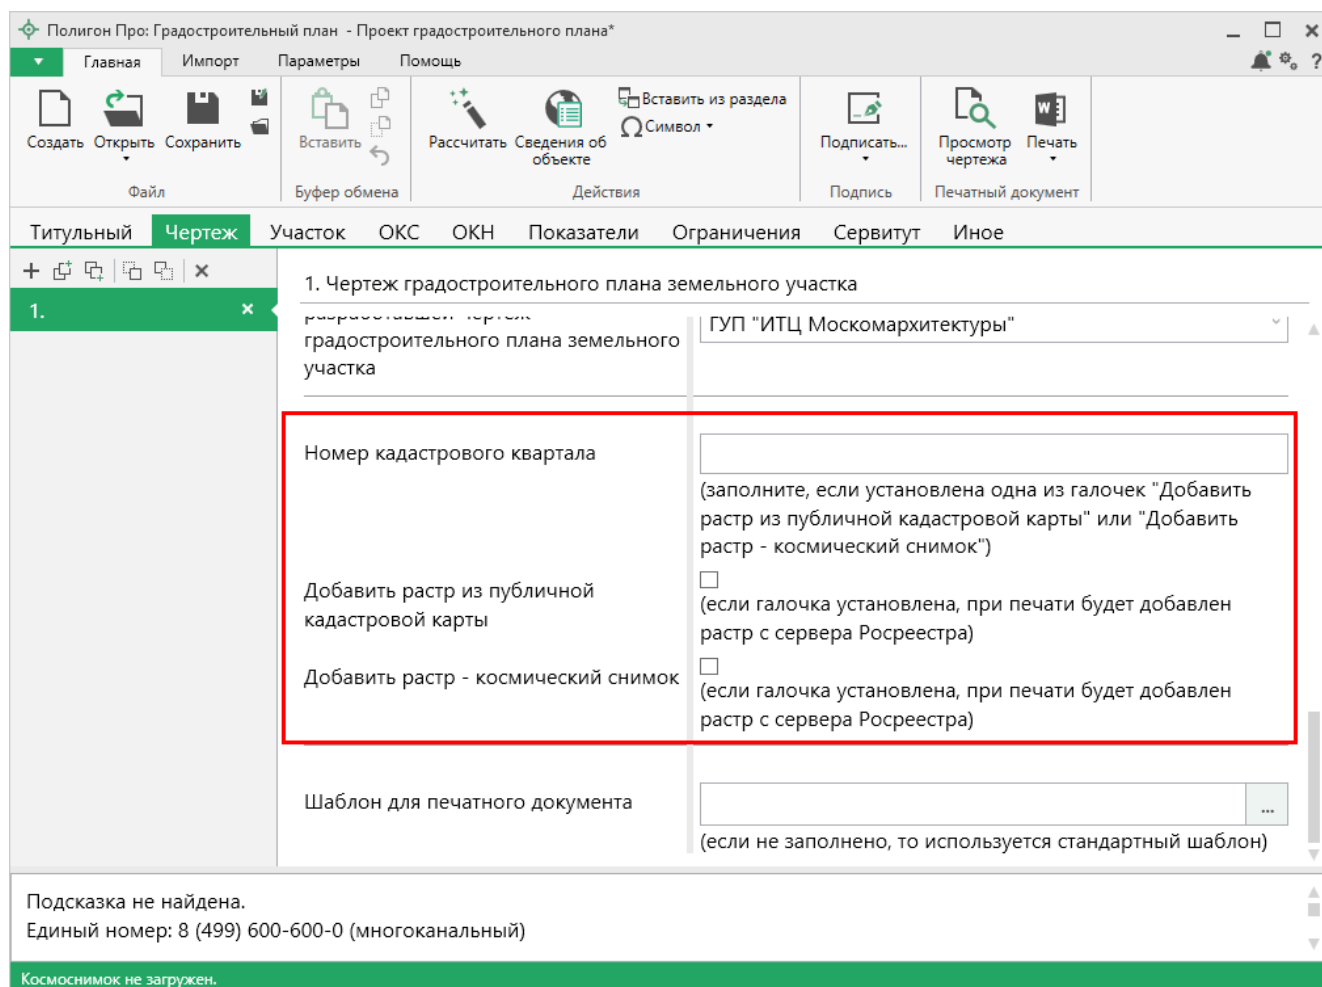 Полигон Про: Градостроительный план - Проект градостроительного плана*
Главная Импорт Параметры Помощь
?
Создать Открыть Сохранить
Вставить
Рассчитать Сведения об объекте
Вставить из раздела
Символ
Подписать...
Просмотр чертежа
Печать
Файл Буфер обмена Действия Подпись Печатный документ
Титульный Чертеж Участок ОКС ОКН Показатели Ограничения Сервитут Иное
1.
1. Чертеж градостроительного плана земельного участка
разработавшей чертеж
градостроительного плана земельного
участка
ГУП "ИТЦ Москомархитектуры"
Номер кадастрового квартала
(заполните, если установлена одна из галочек "Добавить
растр из публичной кадастровой карты" или "Добавить
растр - космический снимок")
Добавить растр из публичной
кадастровой карты
(если галочка установлена, при печати будет добавлен
растр с сервера Росреестра)
Добавить растр - космический снимок
(если галочка установлена, при печати будет добавлен
растр с сервера Росреестра)
Шаблон для печатного документа
...
(если не заполнено, то используется стандартный шаблон)
Подсказка не найдена.
Единый номер: 8 (499) 600-600-0 (многоканальный)
Космоснимок не загружен.